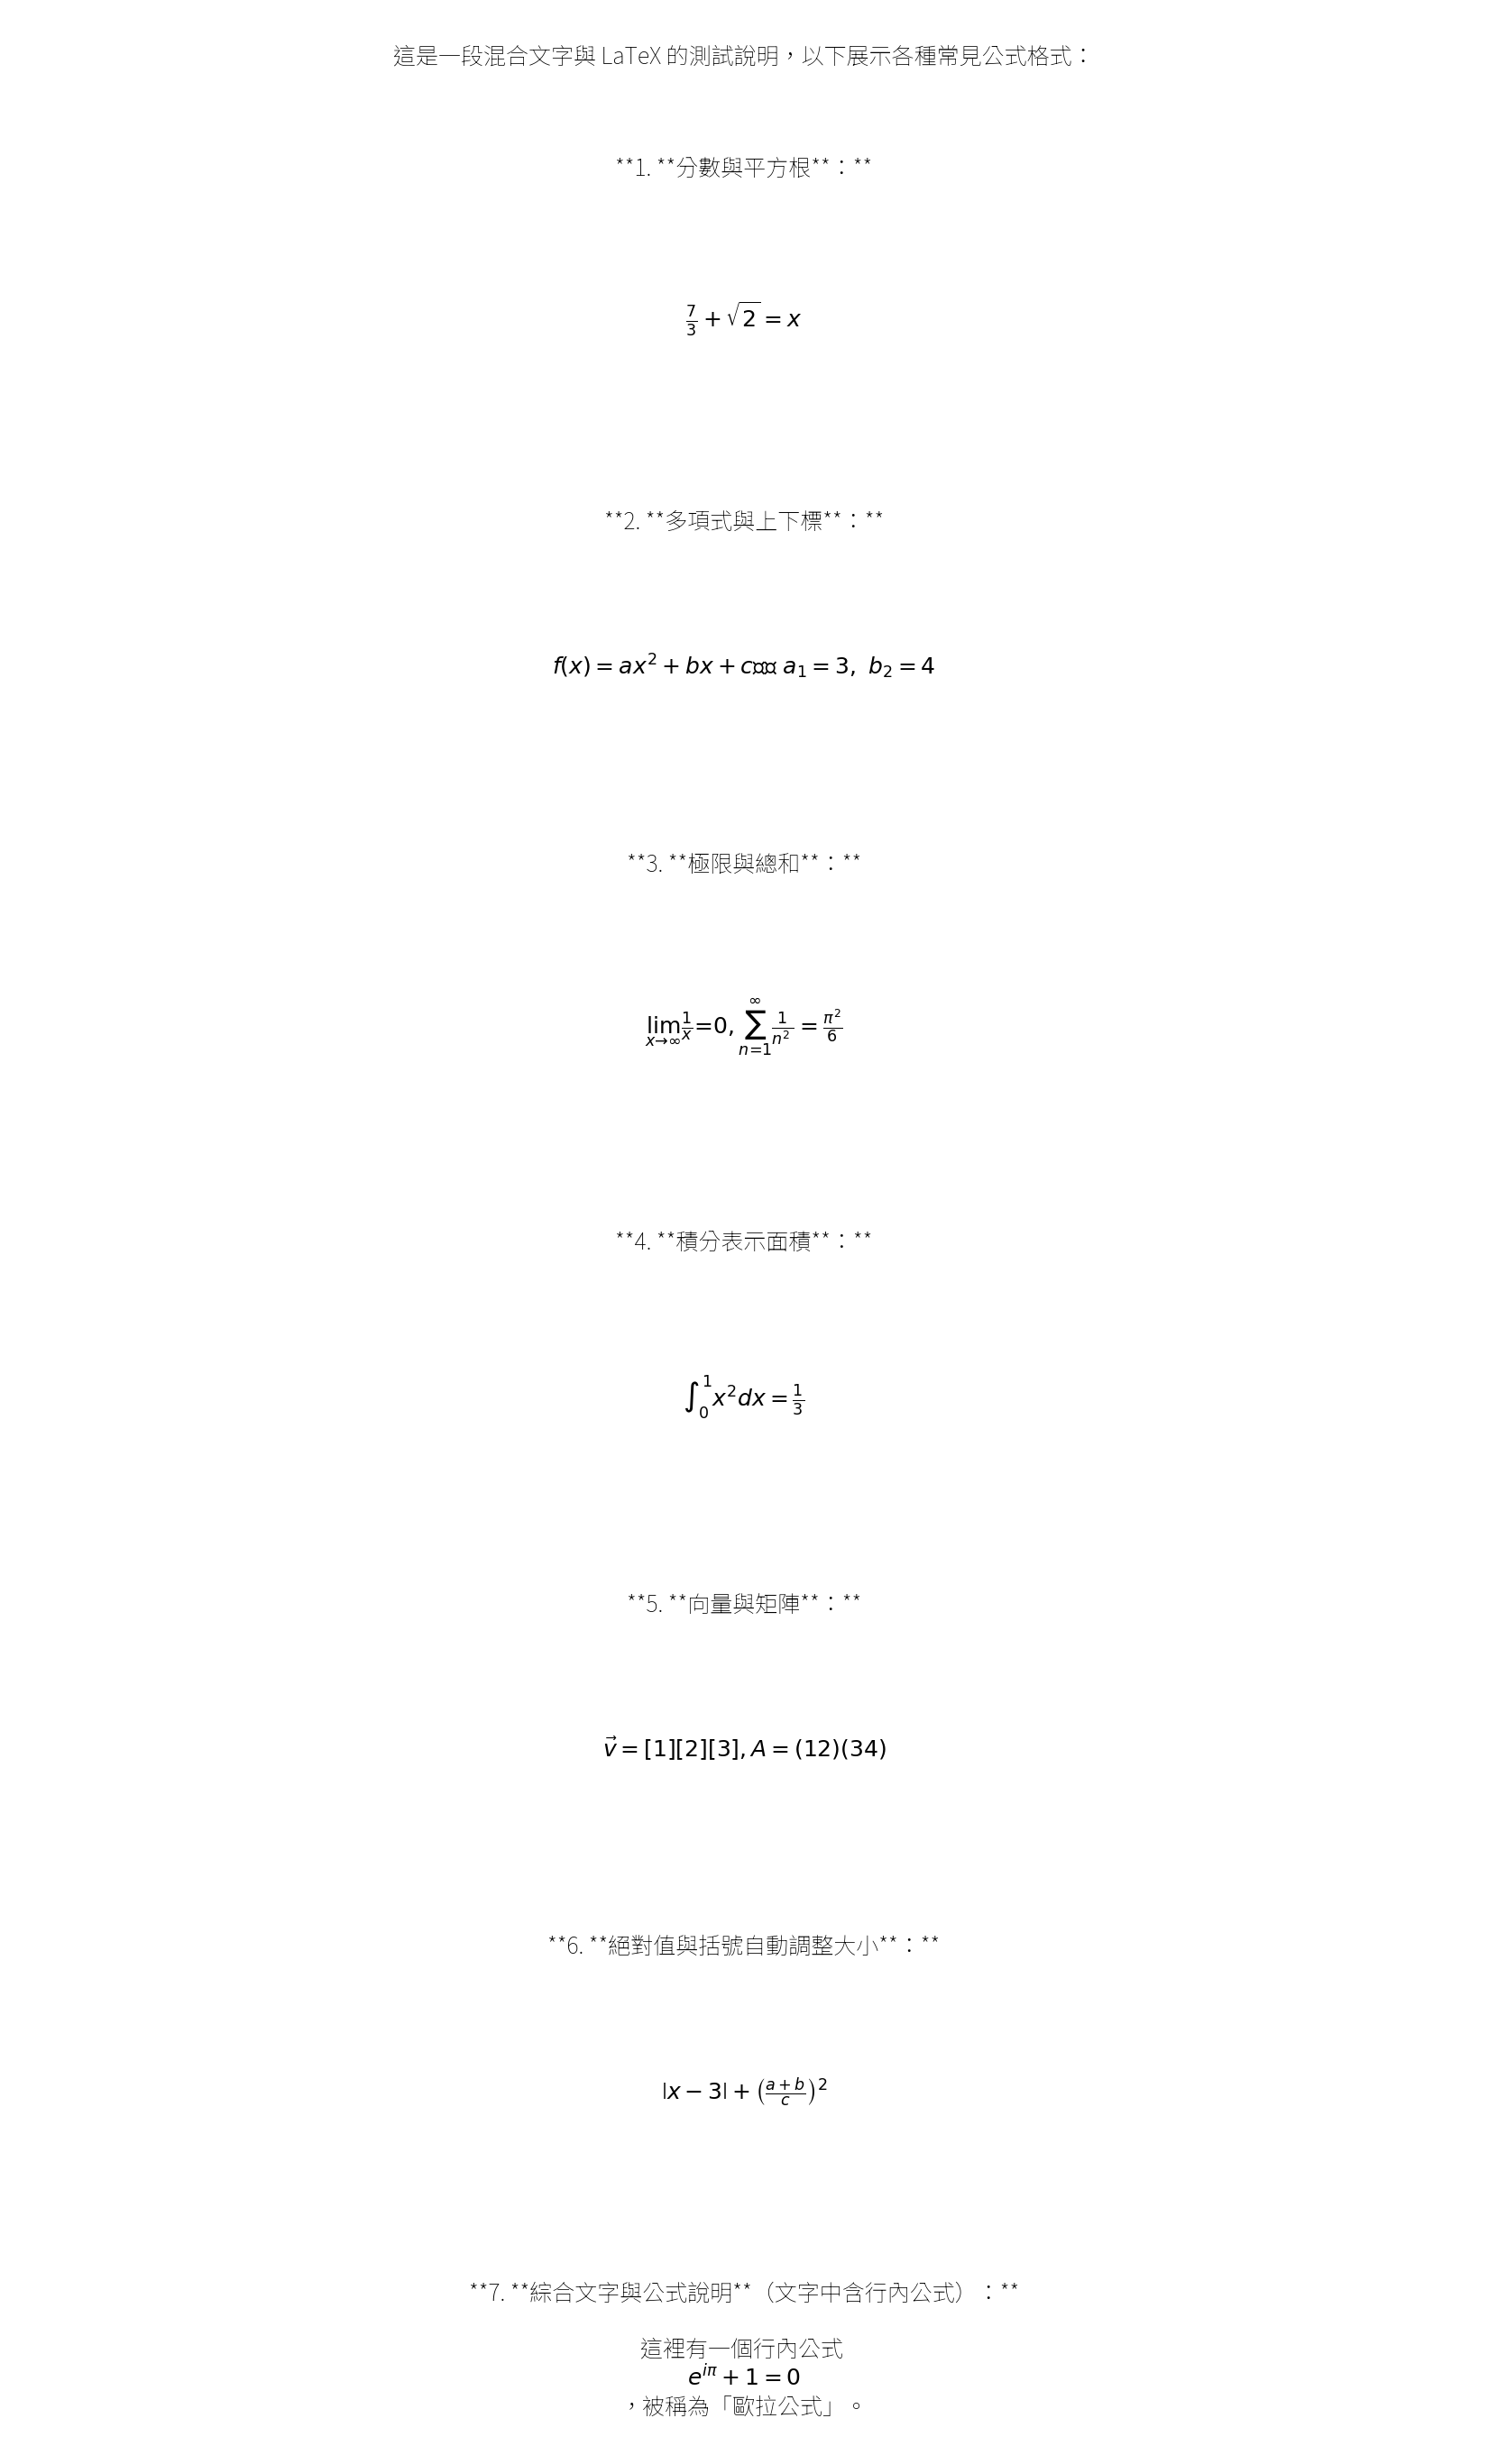 這是一段混合文字與 LaTeX 的測試說明，以下展示各種常見公式格式：
**1. **分數與平方根**：**
\frac{7}{3} + \sqrt{2} = x
**2. **多項式與上下標**：**
f(x) = ax^2 + bx + c a_1 = 3, b_2 = 4
**3. **極限與總和**：**
\lim_{x→∞} \frac{1}{x} = 0, \sum_{n=1}^{∞} \frac{1}{n^2} = \frac{π^2}{6}
**4. **積分表示面積**：**
\int_0^1 x^2 dx = \frac{1}{3}
**5. **向量與矩陣**：**
\vec{v} = [1][2][3], A = (12)(34)
**6. **絕對值與括號自動調整大小**：**
|x − 3| + (\frac{a+b}{c})^2
**7. **綜合文字與公式說明**（文字中含行內公式）：**
這裡有一個行內公式
e^{iπ} + 1 = 0
，被稱為「歐拉公式」。